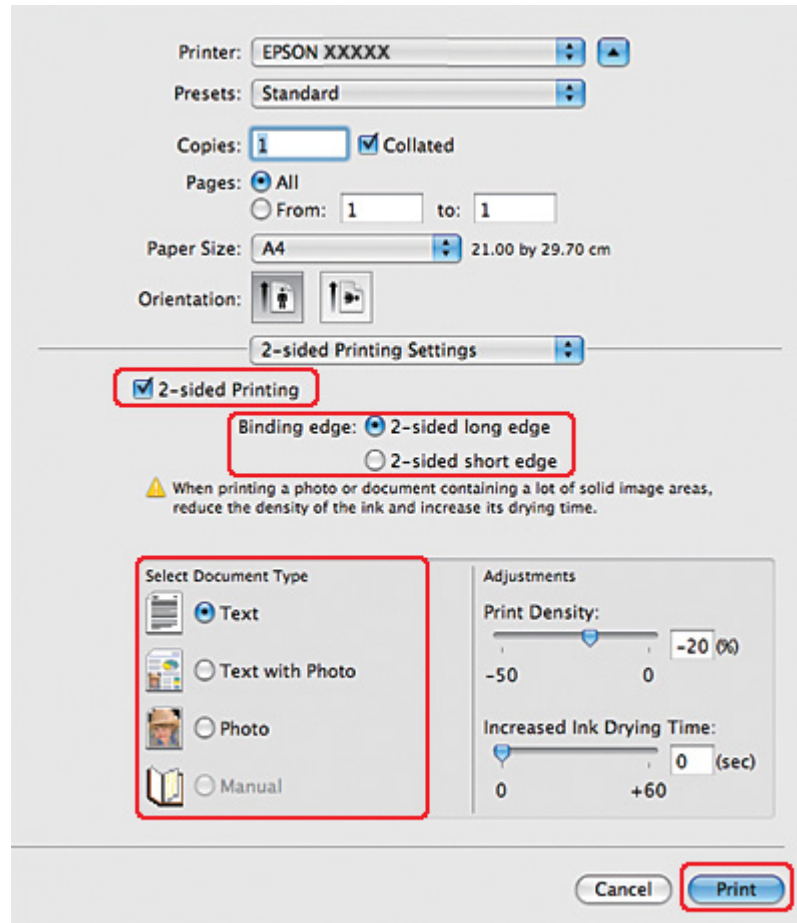 Printer: EPSON XXXXX
Presets: Standard
Copies: 1 Collated
Pages: All
From: 1 to: 1
Paper Size: A4 21.00 by 29.70 cm
Orientation:
2-sided Printing Settings
2-sided Printing
Binding edge: 2-sided long edge
2-sided short edge
When printing a photo or document containing a lot of solid image areas,
reduce the density of the ink and increase its drying time.
Select Document Type
Text
Text with Photo
Photo
Manual
Adjustments
Print Density:
-20 (%)
-50 0
Increased Ink Drying Time:
0 (sec)
0 +60
Cancel Print